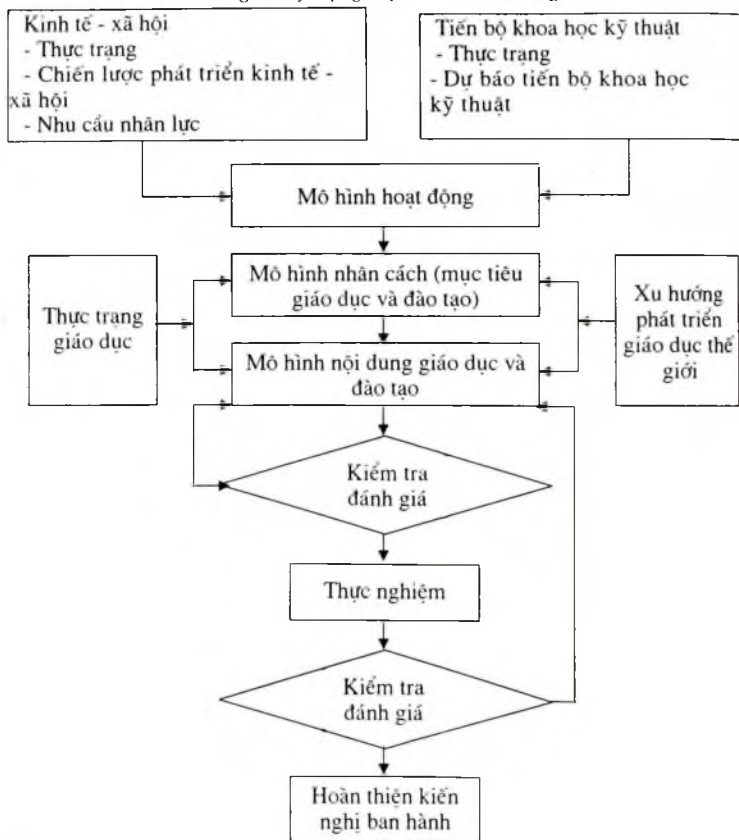 Kinh tế - xã hội
- Thực trạng
- Chiến lược phát triển kinh tế -
xã hội
- Nhu cầu nhân lực
Tiến bộ khoa học kỹ thuật
- Thực trạng
- Dự báo tiến bộ khoa học
kỹ thuật
Mô hình hoạt động
Mô hình nhân cách (mục tiêu
giáo dục và đào tạo)
Thực trạng
giáo dục
Xu hướng
phát triển
giáo dục thế
giới
Mô hình nội dung giáo dục và
đào tạo
Kiểm tra
đánh giá
Thực nghiệm
Kiểm tra
đánh giá
Hoàn thiện kiến
nghị ban hành